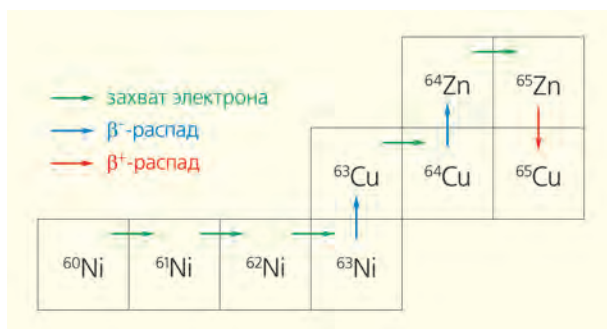 ⁶⁴Zn ⁶⁵Zn
захват электрона
β⁻-распад
β⁺-распад
⁶³Cu ⁶⁴Cu ⁶⁵Cu
⁶⁰Ni ⁶¹Ni ⁶²Ni ⁶³Ni